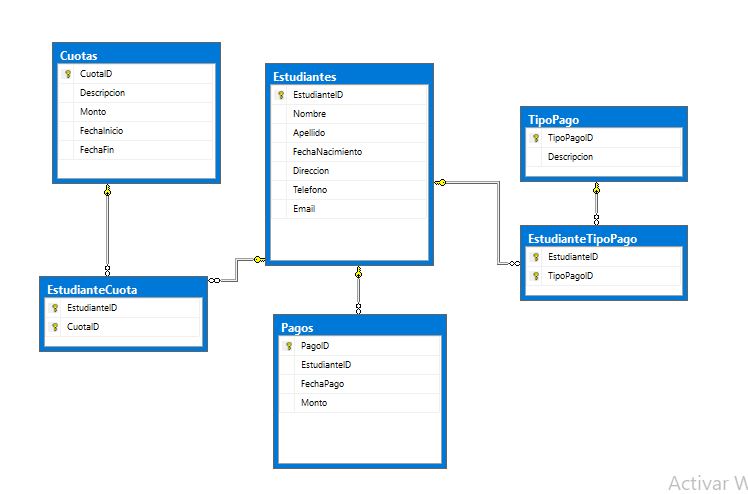 Cuotas
CuotaID
Descripcion
Monto
FechaInicio
FechaFin
Estudiantes
EstudianteID
Nombre
Apellido
FechaNacimiento
Direccion
Telefono
Email
TipoPago
TipoPagoID
Descripcion
EstudianteTipoPago
EstudianteID
TipoPagoID
EstudianteCuota
EstudianteID
CuotaID
Pagos
PagoID
EstudianteID
FechaPago
Monto
Activar W